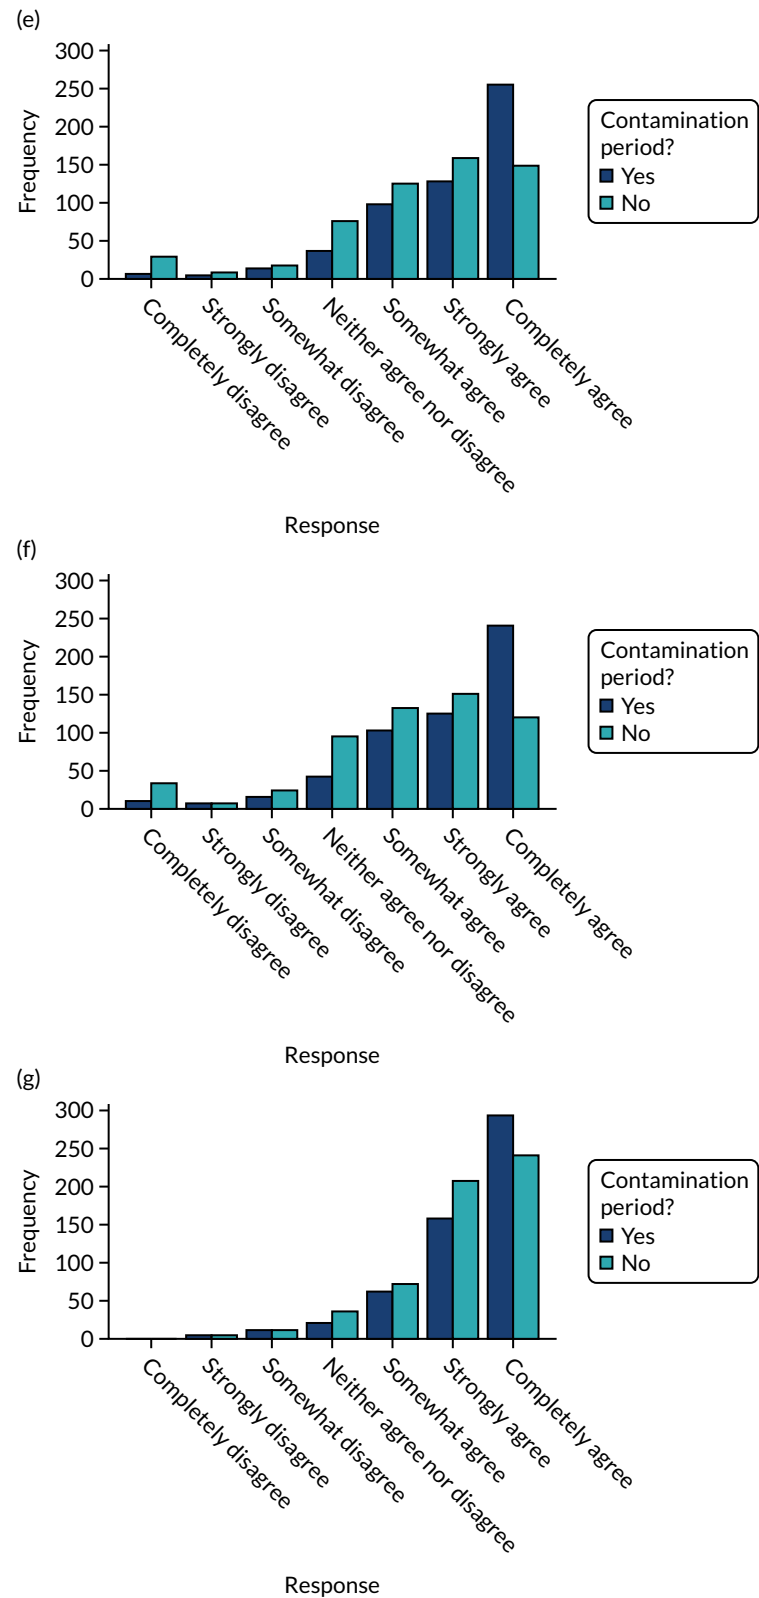 (e)
300
250
200
150
100
50
0
Frequency
Completely disagree
Strongly disagree
Somewhat disagree
Neither agree nor disagree
Somewhat agree
Strongly agree
Completely agree
Response
Contamination
period?
Yes
No
(f)
300
250
200
150
100
50
0
Frequency
Completely disagree
Strongly disagree
Somewhat disagree
Neither agree nor disagree
Somewhat agree
Strongly agree
Completely agree
Response
Contamination
period?
Yes
No
(g)
300
250
200
150
100
50
0
Frequency
Completely disagree
Strongly disagree
Somewhat disagree
Neither agree nor disagree
Somewhat agree
Strongly agree
Completely agree
Response
Contamination
period?
Yes
No